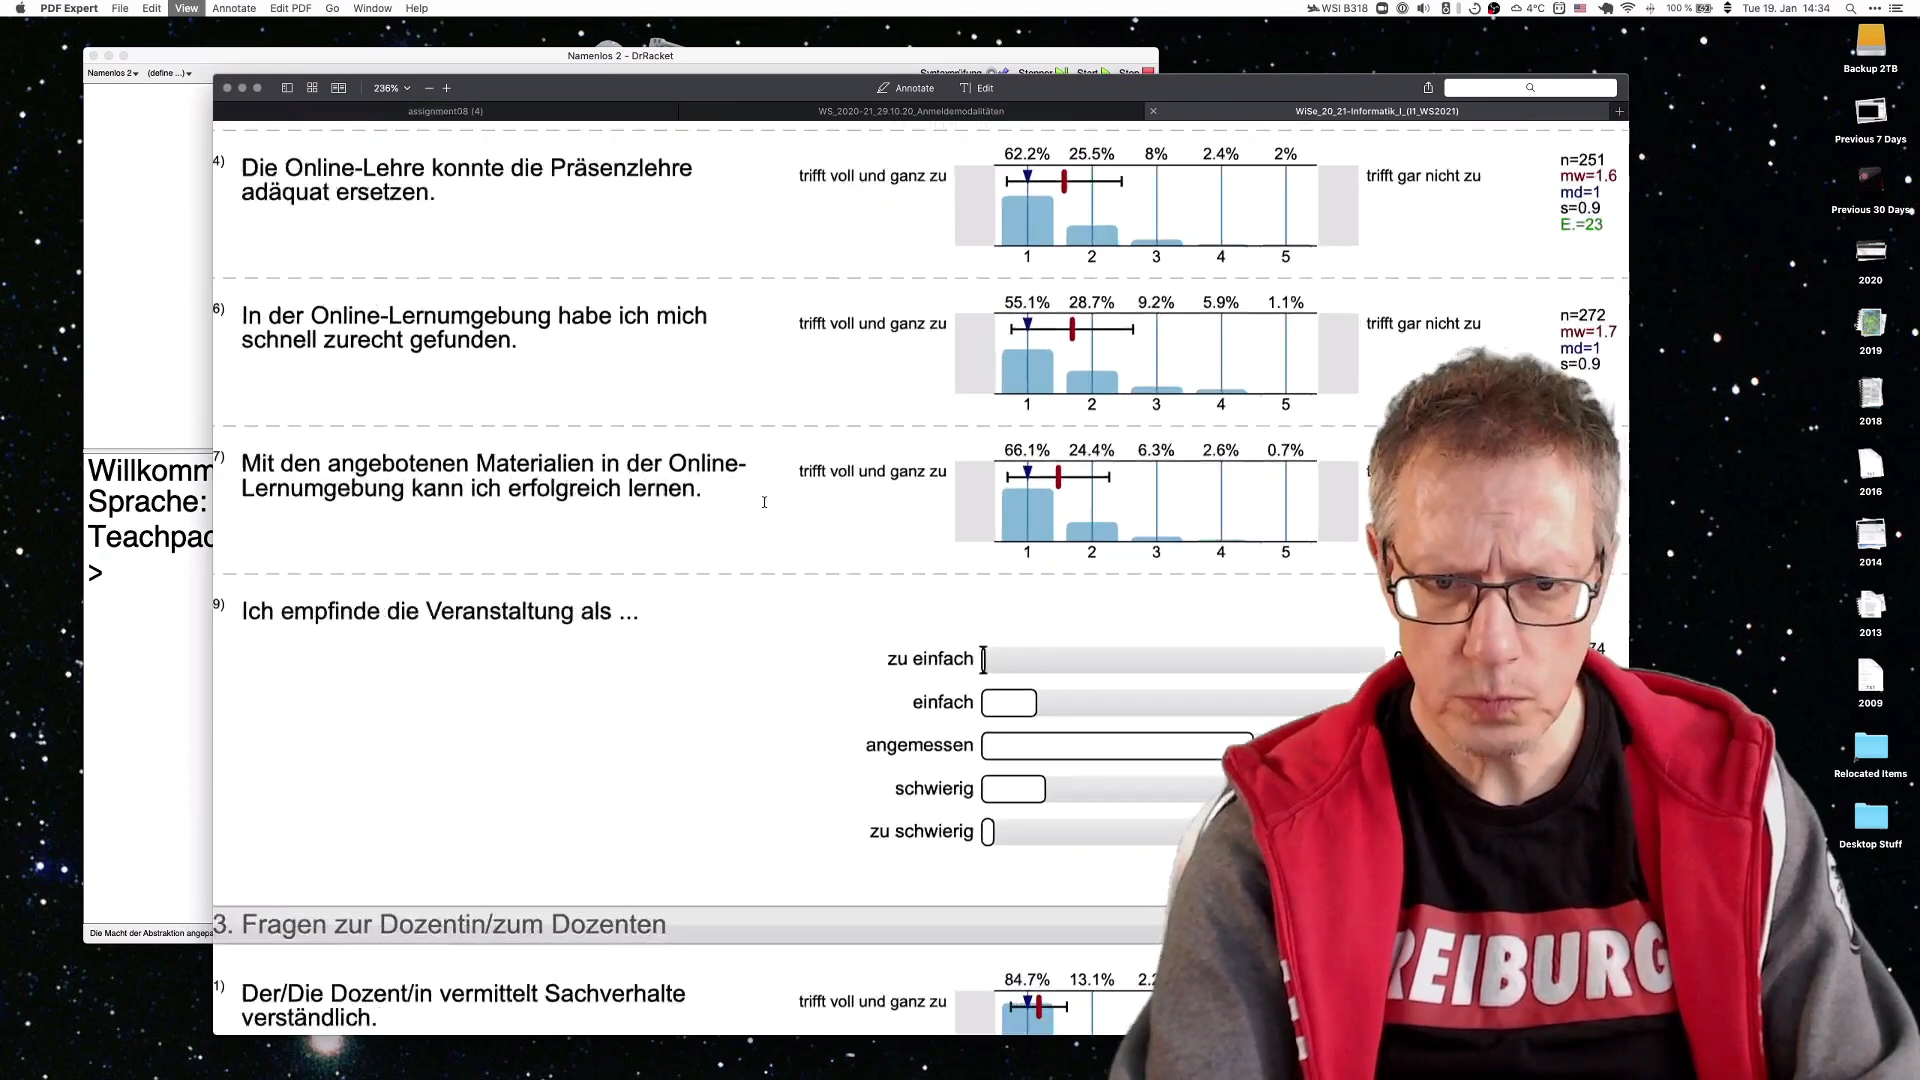 PDF Expert File Edit View Annotate Edit PDF Go Window Help
WSI B318 4°C 100 % Tue 19. Jan 14:34
Namenlos 2 - DrRacket
Namenlos 2 (define ...)
Syntaxprüfung Stepper Start Stop
236% Annotate Edit
assignment08 (4) WS_2020-21_29.10.20_Anmeldemodalitäten WiSe_20_21-Informatik_I_(I1_WS2021)
4) Die Online-Lehre konnte die Präsenzlehre
adäquat ersetzen.
trifft voll und ganz zu
62.2% 25.5% 8% 2.4% 2%
1 2 3 4 5
trifft gar nicht zu
n=251
mw=1.6
md=1
s=0.9
E.=23
6) In der Online-Lernumgebung habe ich mich
schnell zurecht gefunden.
trifft voll und ganz zu
55.1% 28.7% 9.2% 5.9% 1.1%
1 2 3 4 5
trifft gar nicht zu
n=272
mw=1.7
md=1
s=0.9
7) Mit den angebotenen Materialien in der Online-
Lernumgebung kann ich erfolgreich lernen.
trifft voll und ganz zu
66.1% 24.4% 6.3% 2.6% 0.7%
1 2 3 4 5
9) Ich empfinde die Veranstaltung als ...
zu einfach
einfach
angemessen
schwierig
zu schwierig
74
3. Fragen zur Dozentin/zum Dozenten
1) Der/Die Dozent/in vermittelt Sachverhalte
verständlich.
trifft voll und ganz zu
84.7% 13.1% 2.2
Willkomm
Sprache:
Teachpac
>
Die Macht der Abstraktion angepa
REIBURG
Backup 2TB
Previous 7 Days
Previous 30 Days
2020
2019
2018
2016
2014
2013
2009
Relocated Items
Desktop Stuff